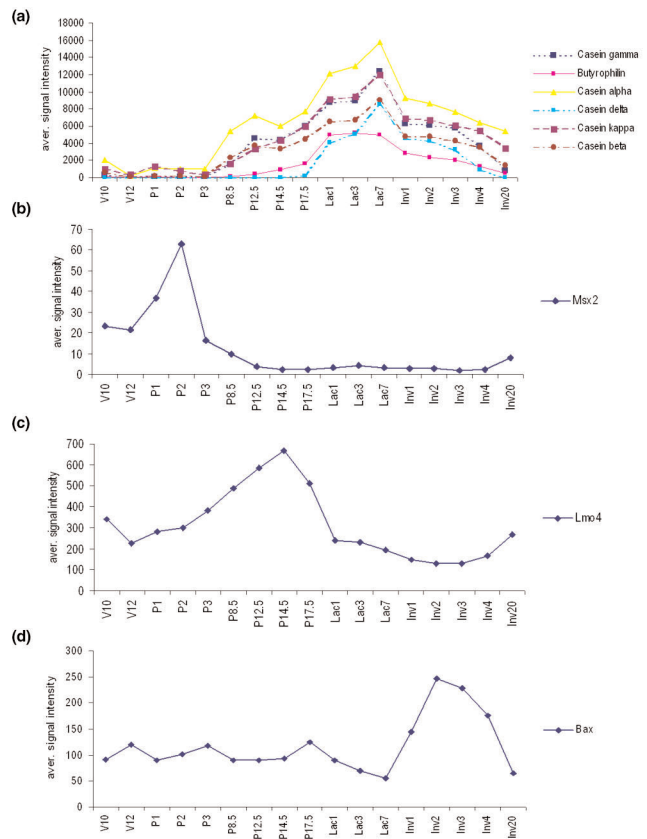 (a)
aver. signal intensity
18000
16000
14000
12000
10000
8000
6000
4000
2000
0
V10 V12 P1 P2 P3 P8.5 P12.5 P14.5 P17.5 Lac1 Lac3 Lac7 Inv1 Inv2 Inv3 Inv4 Inv20
Casein gamma
Butyrophilin
Casein alpha
Casein delta
Casein kappa
Casein beta
(b)
aver. signal intensity
70
60
50
40
30
20
10
0
V10 V12 P1 P2 P3 P8.5 P12.5 P14.5 P17.5 Lac1 Lac3 Lac7 Inv1 Inv2 Inv3 Inv4 Inv20
Msx2
(c)
aver. signal intensity
700
600
500
400
300
200
100
0
V10 V12 P1 P2 P3 P8.5 P12.5 P14.5 P17.5 Lac1 Lac3 Lac7 Inv1 Inv2 Inv3 Inv4 Inv20
Lmo4
(d)
aver. signal intensity
300
250
200
150
100
50
0
V10 V12 P1 P2 P3 P8.5 P12.5 P14.5 P17.5 Lac1 Lac3 Lac7 Inv1 Inv2 Inv3 Inv4 Inv20
Bax